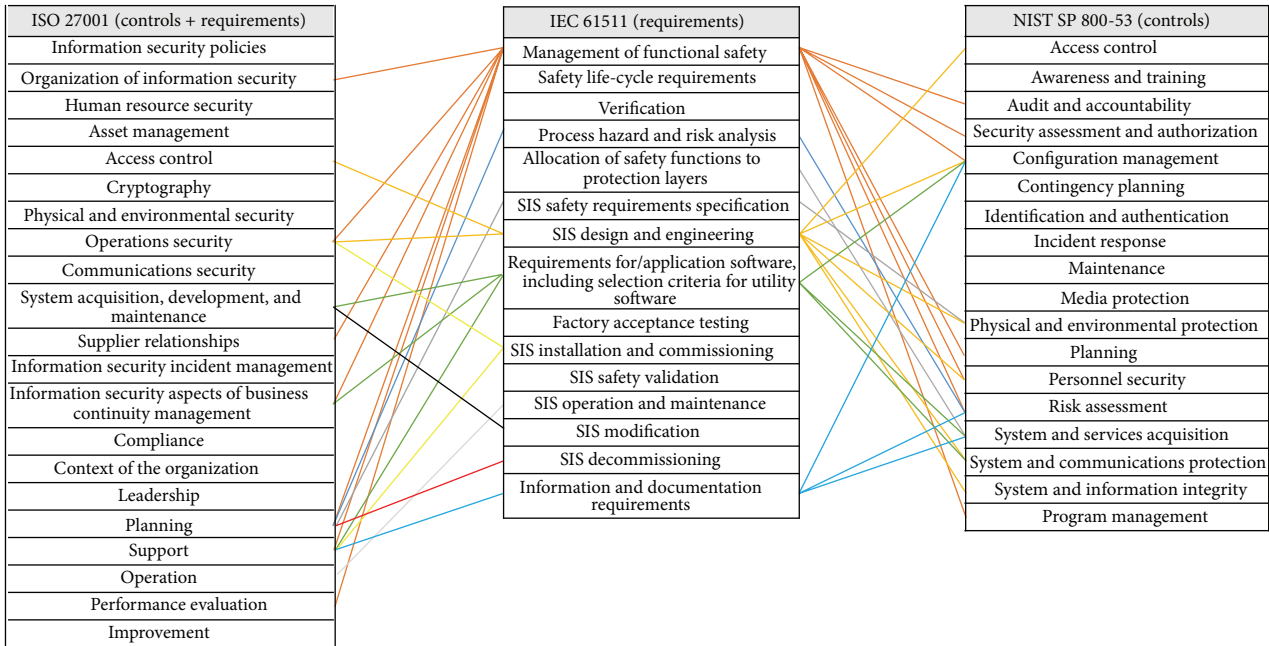 ISO 27001 (controls + requirements)
Information security policies
Organization of information security
Human resource security
Asset management
Access control
Cryptography
Physical and environmental security
Operations security
Communications security
System acquisition, development, and
maintenance
Supplier relationships
Information security incident management
Information security aspects of business
continuity management
Compliance
Context of the organization
Leadership
Planning
Support
Operation
Performance evaluation
Improvement
IEC 61511 (requirements)
Management of functional safety
Safety life-cycle requirements
Verification
Process hazard and risk analysis
Allocation of safety functions to
protection layers
SIS safety requirements specification
SIS design and engineering
Requirements for/application software,
including selection criteria for utility
software
Factory acceptance testing
SIS installation and commissioning
SIS safety validation
SIS operation and maintenance
SIS modification
SIS decommissioning
Information and documentation
requirements
NIST SP 800-53 (controls)
Access control
Awareness and training
Audit and accountability
Security assessment and authorization
Configuration management
Contingency planning
Identification and authentication
Incident response
Maintenance
Media protection
Physical and environmental protection
Planning
Personnel security
Risk assessment
System and services acquisition
System and communications protection
System and information integrity
Program management